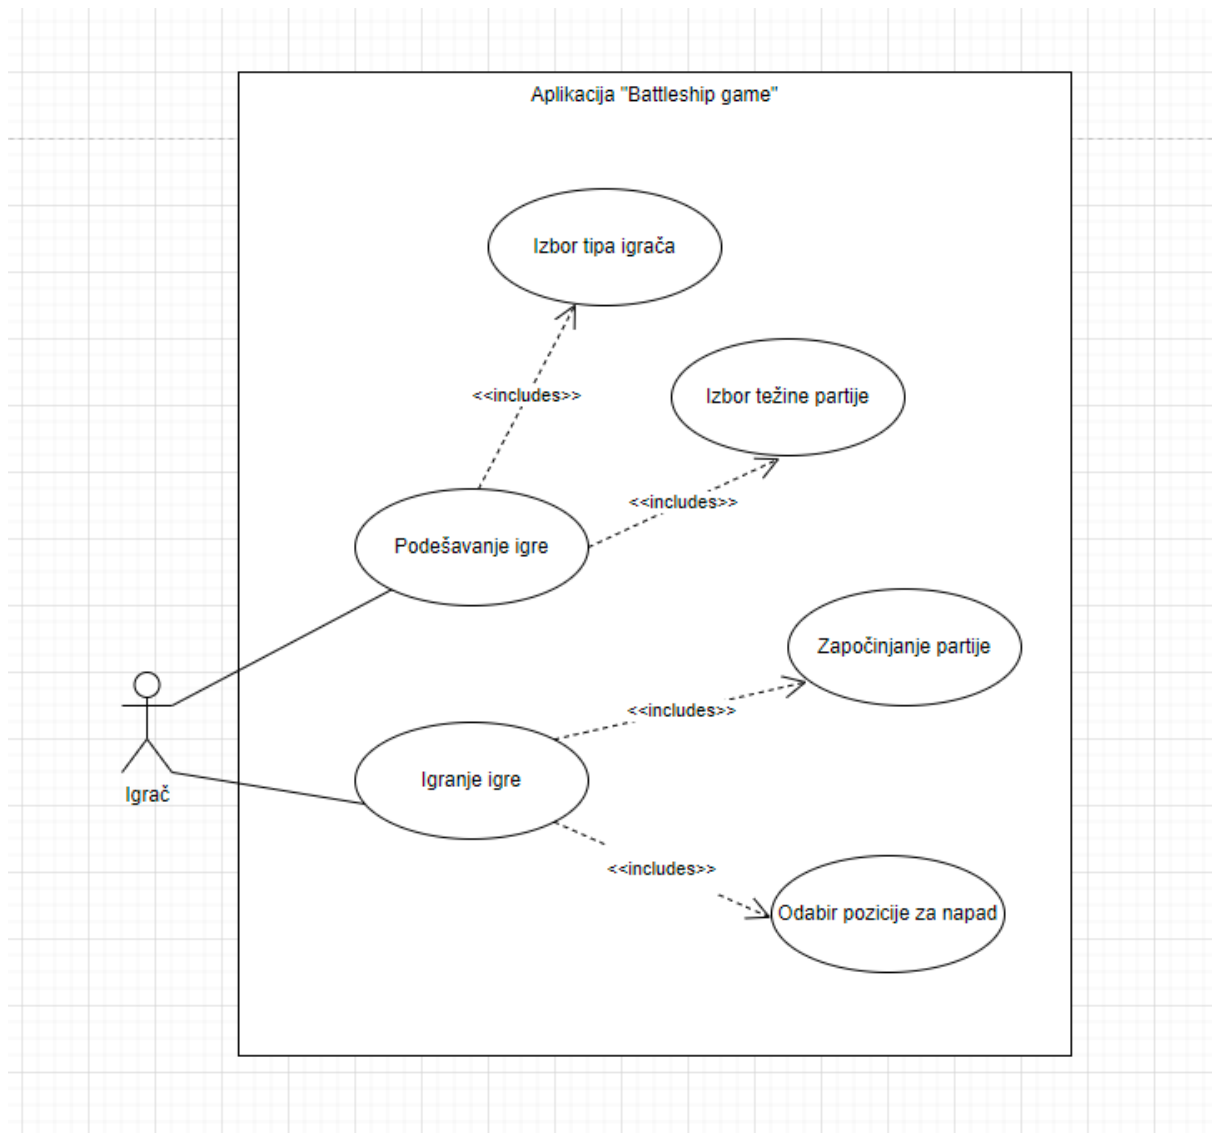 Aplikacija "Battleship game"
Izbor tipa igrača
<<includes>>
Izbor težine partije
<<includes>>
Podešavanje igre
Započinjanje partije
<<includes>>
Igranje igre
Igrač
<<includes>>
Odabir pozicije za napad